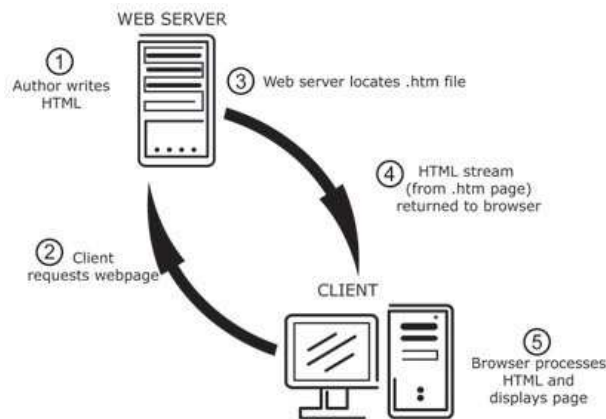 WEB SERVER
1
Author writes
HTML
3 Web server locates .htm file
4 HTML stream
(from .htm page)
returned to browser
2 Client
requests webpage
CLIENT
5
Browser processes
HTML and
displays page